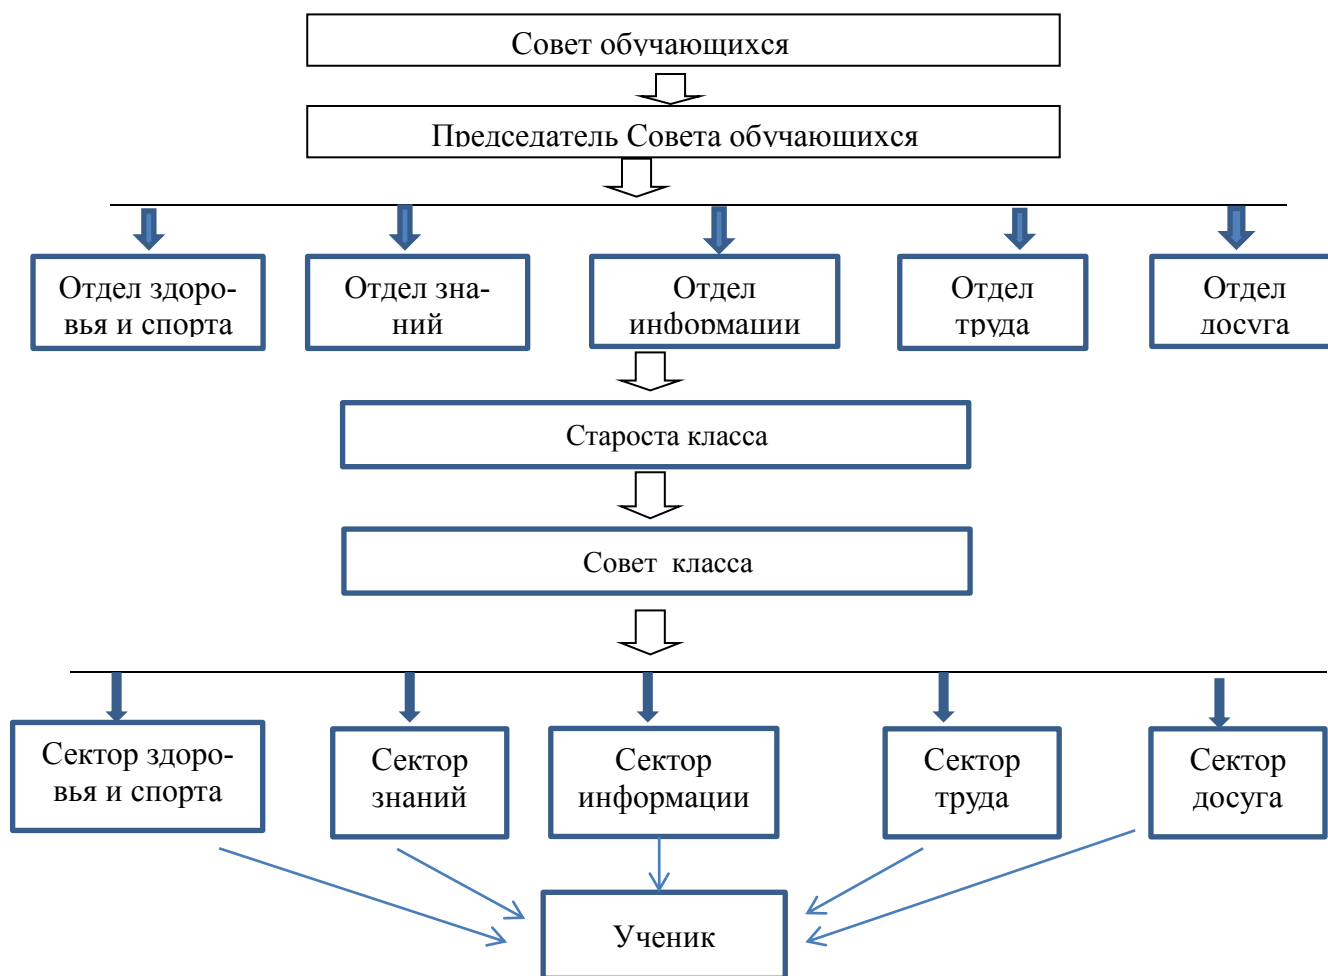 Совет обучающихся
Председатель Совета обучающихся
Отдел здоро-
вья и спорта
Отдел зна-
ний
Отдел
информации
Отдел
труда
Отдел
досуга
Староста класса
Совет класса
Сектор здоро-
вья и спорта
Сектор
знаний
Сектор
информации
Сектор
труда
Сектор
досуга
Ученик